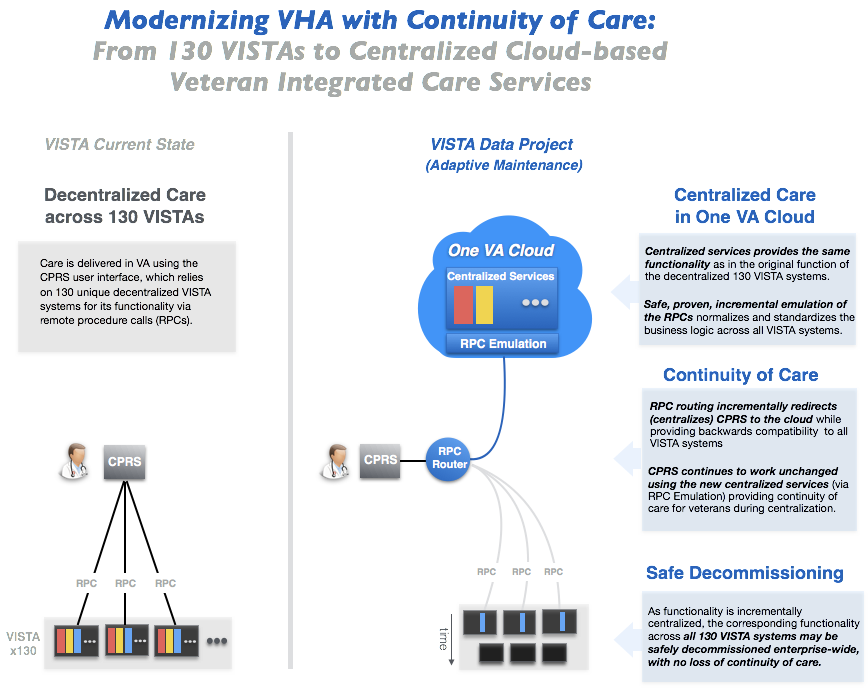 Modernizing VHA with Continuity of Care:
From 130 VISTAs to Centralized Cloud-based
Veteran Integrated Care Services
VISTA Current State
Decentralized Care
across 130 VISTAs
Care is delivered in VA using the
CPRS user interface, which relies
on 130 unique decentralized VISTA
systems for its functionality via
remote procedure calls (RPCs).
CPRS
RPC
RPC
RPC
VISTA
x130
VISTA Data Project
(Adaptive Maintenance)
One VA Cloud
Centralized Services
RPC Emulation
CPRS
RPC
Router
RPC
RPC
RPC
time
Centralized Care
in One VA Cloud
Centralized services provides the same
functionality as in the original function of
the decentralized 130 VISTA systems.
Safe, proven, incremental emulation
of the RPCs normalizes and standardizes the
business logic across all VISTA systems.
Continuity of Care
RPC routing incrementally redirects
(centralizes) CPRS to the cloud while
providing backwards compatibility to all
VISTA systems
CPRS continues to work unchanged
using the new centralized services (via
RPC Emulation) providing continuity of
care for veterans during centralization.
Safe Decommissioning
As functionality is incrementally
centralized, the corresponding functionality
across all 130 VISTA systems may be
safely decommissioned enterprise-wide,
with no loss of continuity of care.